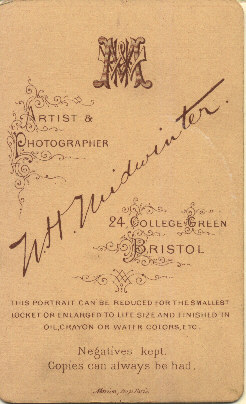 ARTIST &
PHOTOGRAPHER
W.H. Midwinter.
24, COLLEGE GREEN
BRISTOL
THIS PORTRAIT CAN BE REDUCED FOR THE SMALLEST
LOCKET OR ENLARGED TO LIFE SIZE AND FINISHED IN
OIL, CRAYON OR WATER COLORS, ETC.
Negatives kept.
Copies can always be had.
Paris.